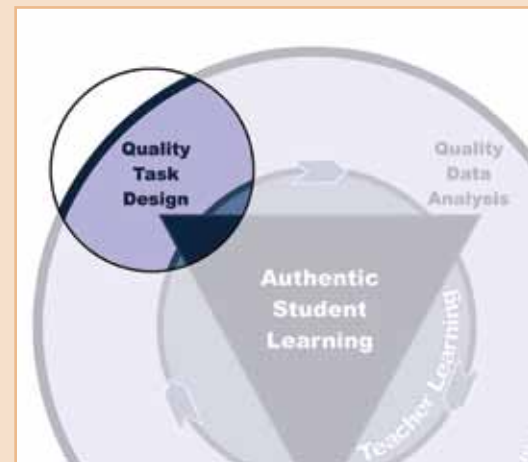 Quality
Task
Design
Quality
Data
Analysis
Authentic
Student
Learning
Teacher Learning